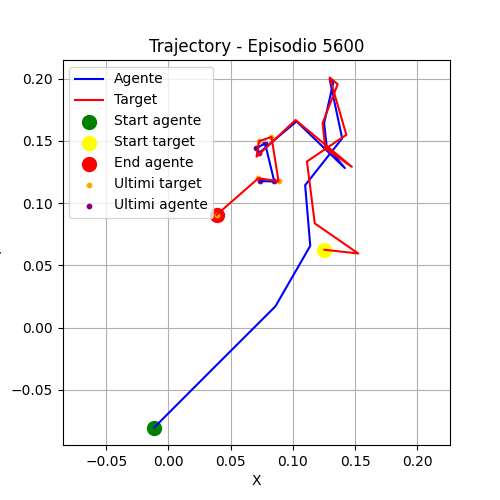 Trajectory - Episodio 5600
Agente
Target
Start agente
Start target
End agente
Ultimi target
Ultimi agente
0.20
0.15
0.10
0.05
0.00
−0.05
−0.05
0.00
0.05
0.10
0.15
0.20
X